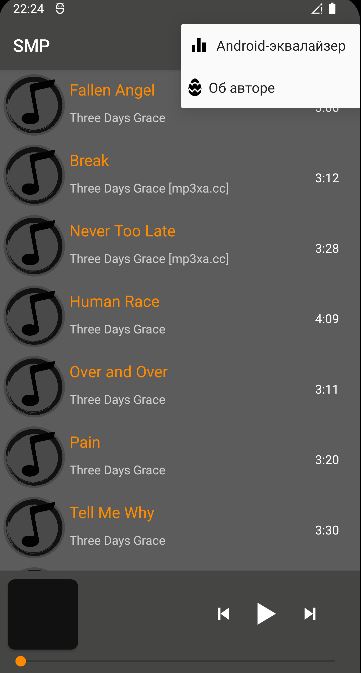 22:24
SMP
Android-эквалайзер
Об авторе
Fallen Angel
Three Days Grace
Break
Three Days Grace [mp3xa.cc]
3:12
Never Too Late
Three Days Grace [mp3xa.cc]
3:28
Human Race
Three Days Grace
4:09
Over and Over
Three Days Grace
3:11
Pain
Three Days Grace
3:20
Tell Me Why
Three Days Grace
3:30